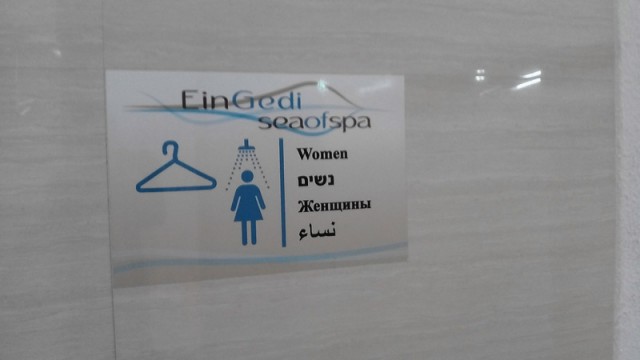 EinGedi
seaofspa
Women
נשים
Женщины
نساء